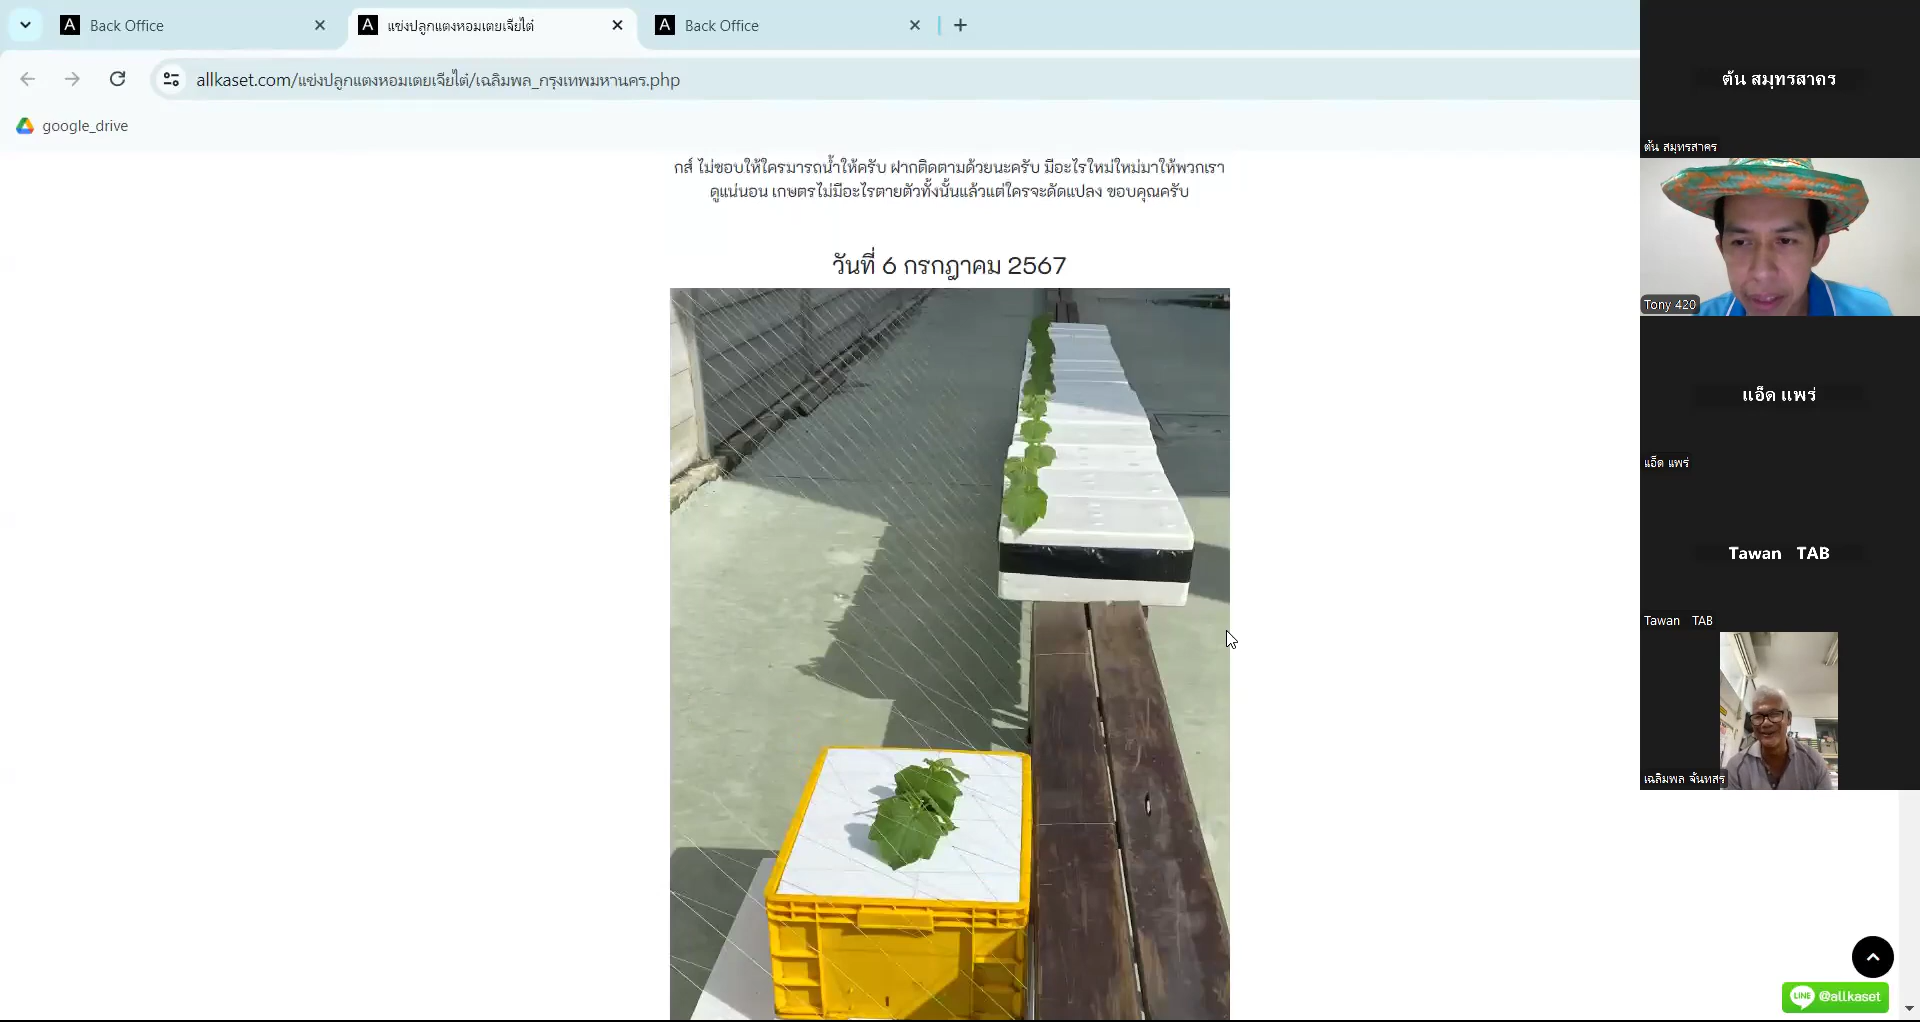 Back Office
แข่งปลูกแตงหอมเตยเจียไต๋
Back Office
allkaset.com/แข่งปลูกแตงหอมเตยเจียไต๋/เฉลิมพล_กรุงเทพมหานคร.php
google_drive
กส์ ไม่ชอบให้ใครมารถน้ำให้ครับ ฝากติดตามด้วยนะครับ มีอะไรใหม่ใหม่มาให้พวกเรา
ดูแน่นอน เกษตรไม่มีอะไรตายตัวทั้งนั้นแล้วแต่ใครจะดัดแปลง ขอบคุณครับ
วันที่ 6 กรกฎาคม 2567
ต้น สมุทรสาคร
ต้น สมุทรสาคร
Tony 420
แอ็ด แพร่
แอ็ด แพร่
Tawan TAB
Tawan TAB
เฉลิมพล จันทสร
LINE @allkaset